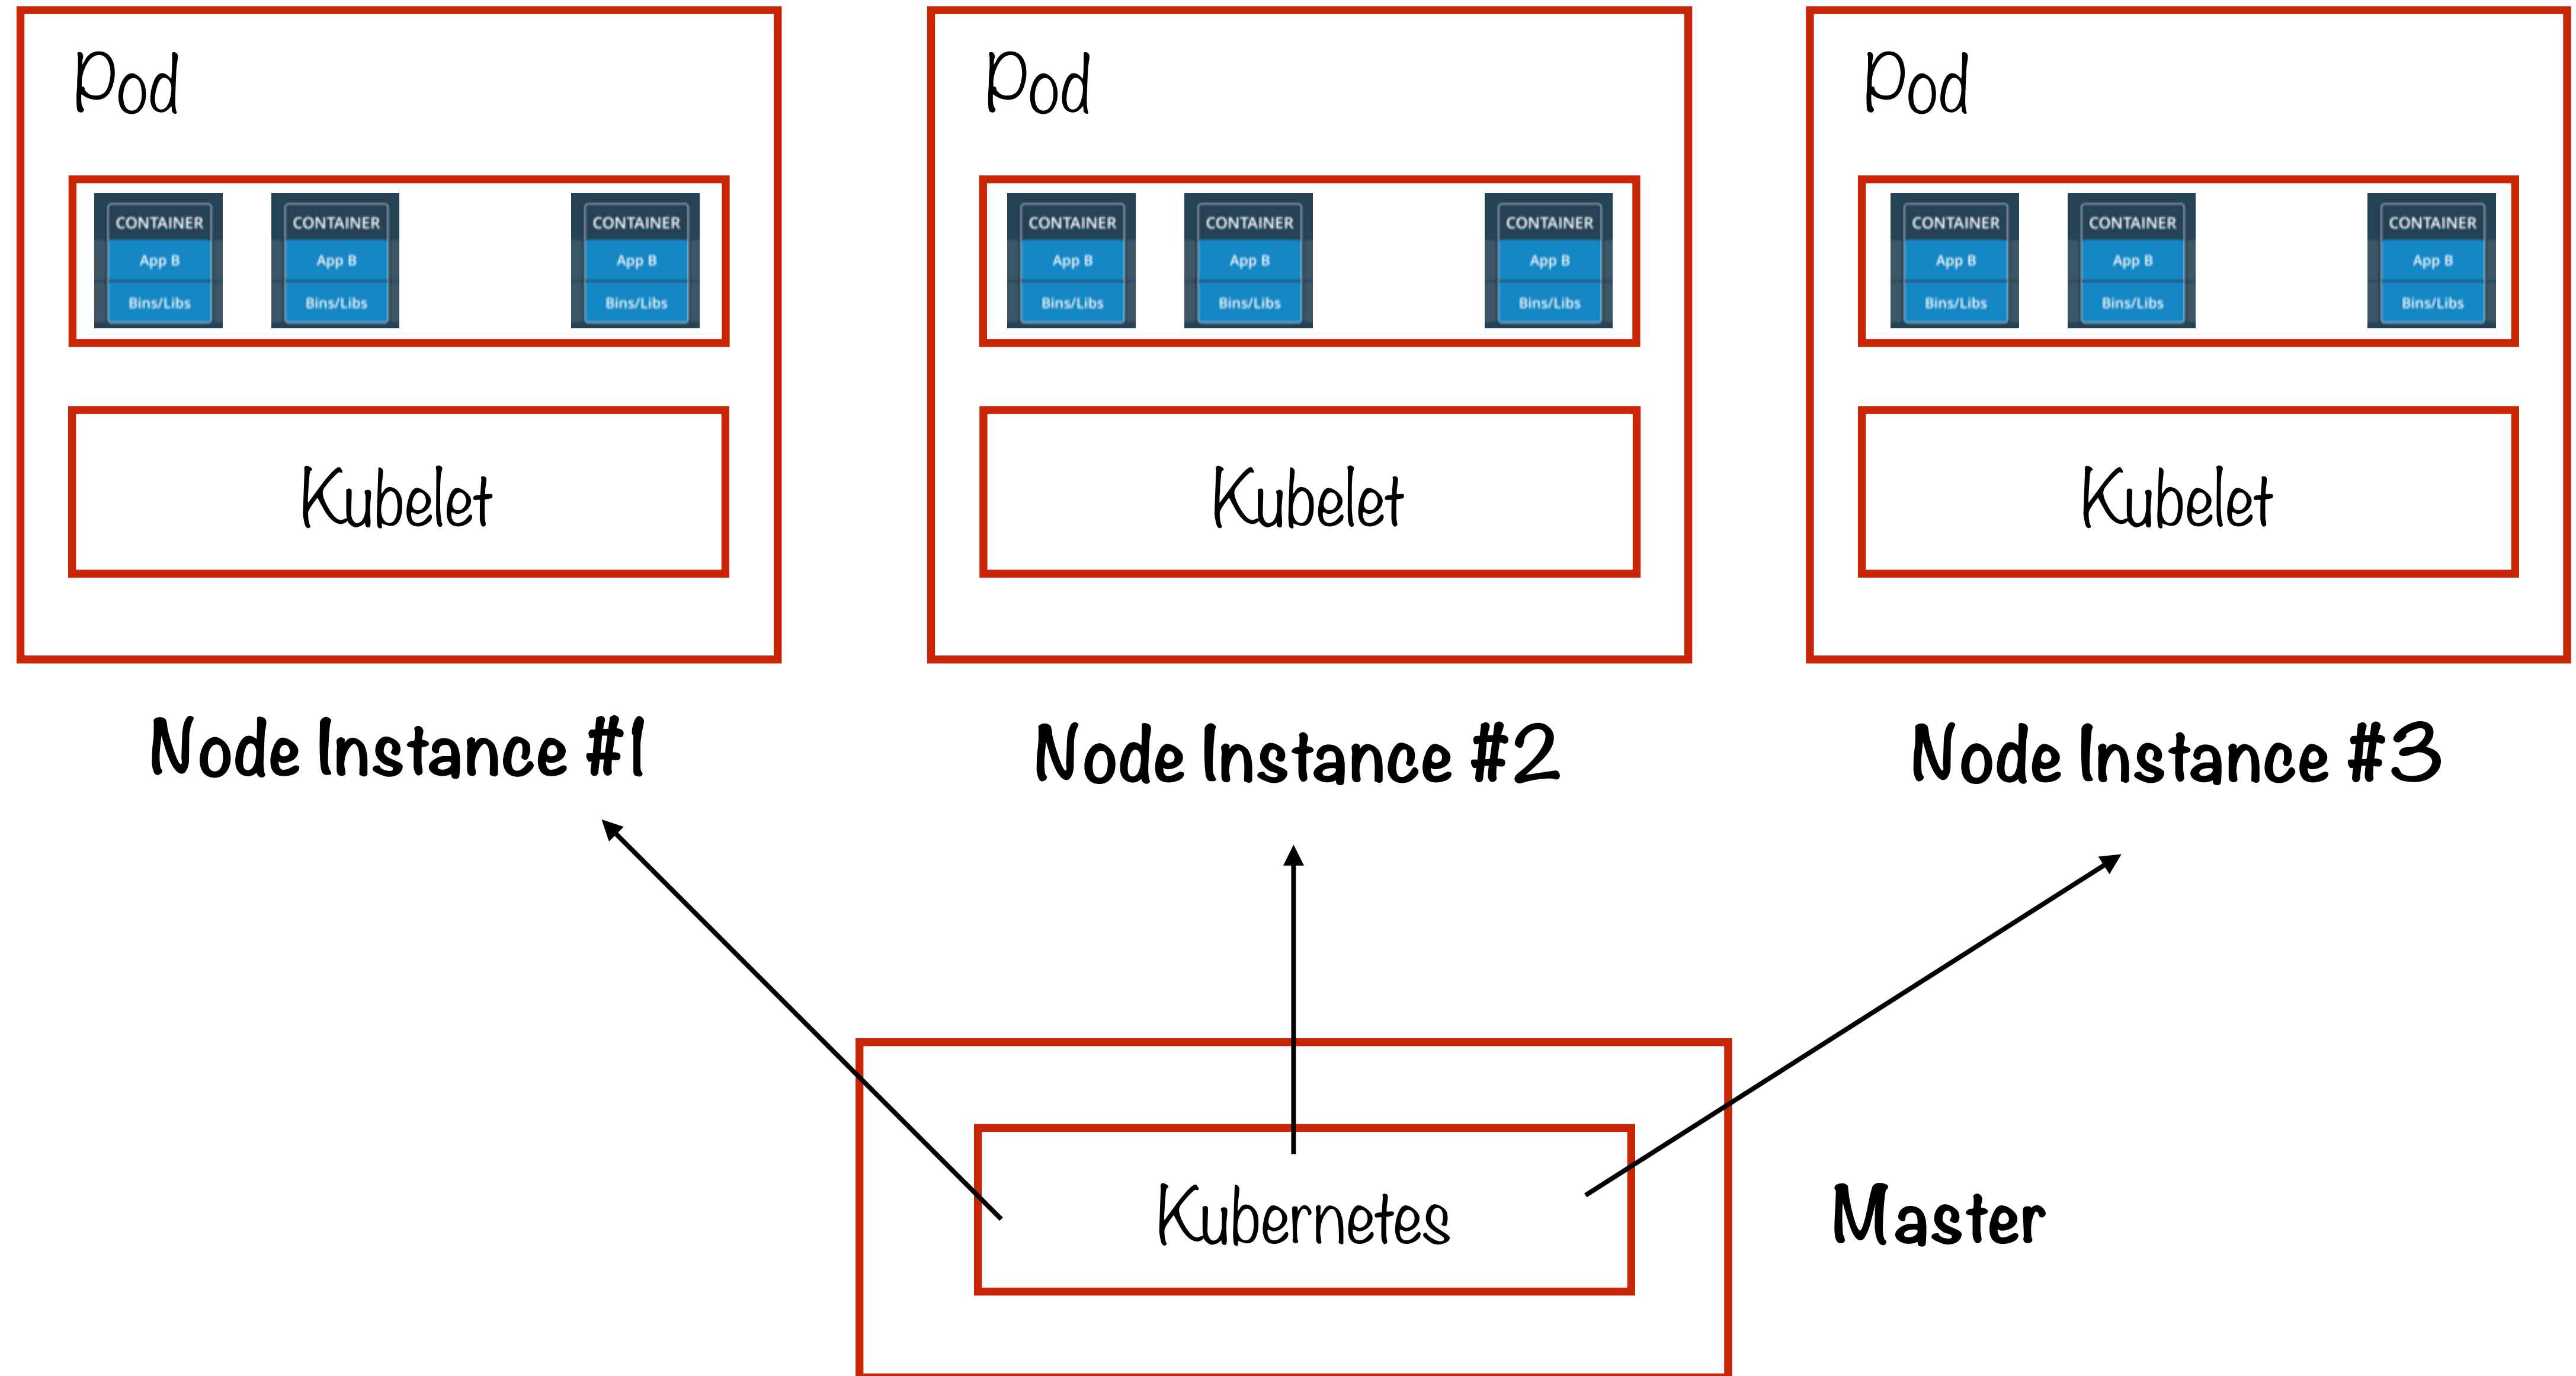 Pod
Pod
Pod
CONTAINER
App B
Bins/Libs
CONTAINER
App B
Bins/Libs
CONTAINER
App B
Bins/Libs
CONTAINER
App B
Bins/Libs
CONTAINER
App B
Bins/Libs
CONTAINER
App B
Bins/Libs
CONTAINER
App B
Bins/Libs
CONTAINER
App B
Bins/Libs
CONTAINER
App B
Bins/Libs
Kubelet
Kubelet
Kubelet
Node Instance #1
Node Instance #2
Node Instance #3
Kubernetes
Master